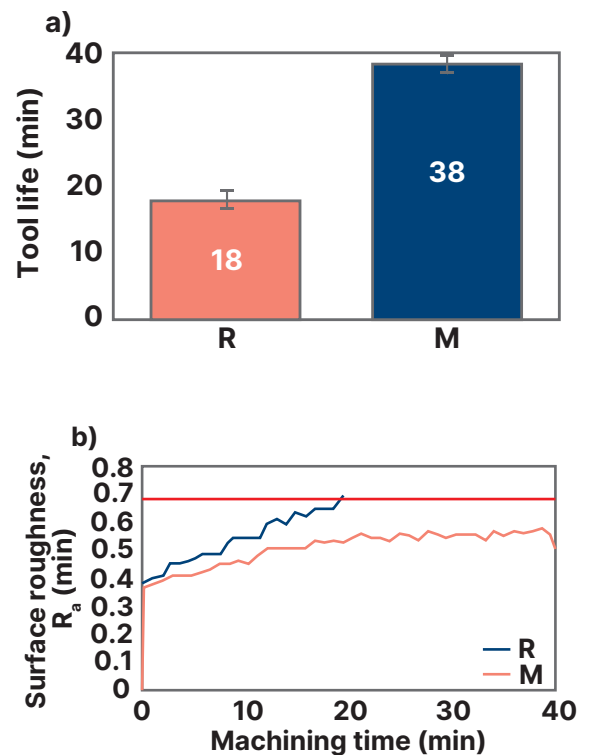 a)
Tool life (min)
40
30
20
10
0
18
38
R
M
b)
Surface roughness,
Ra (min)
0.8
0.7
0.6
0.5
0.4
0.3
0.2
0.1
0
R
M
0
10
20
30
40
Machining time (min)